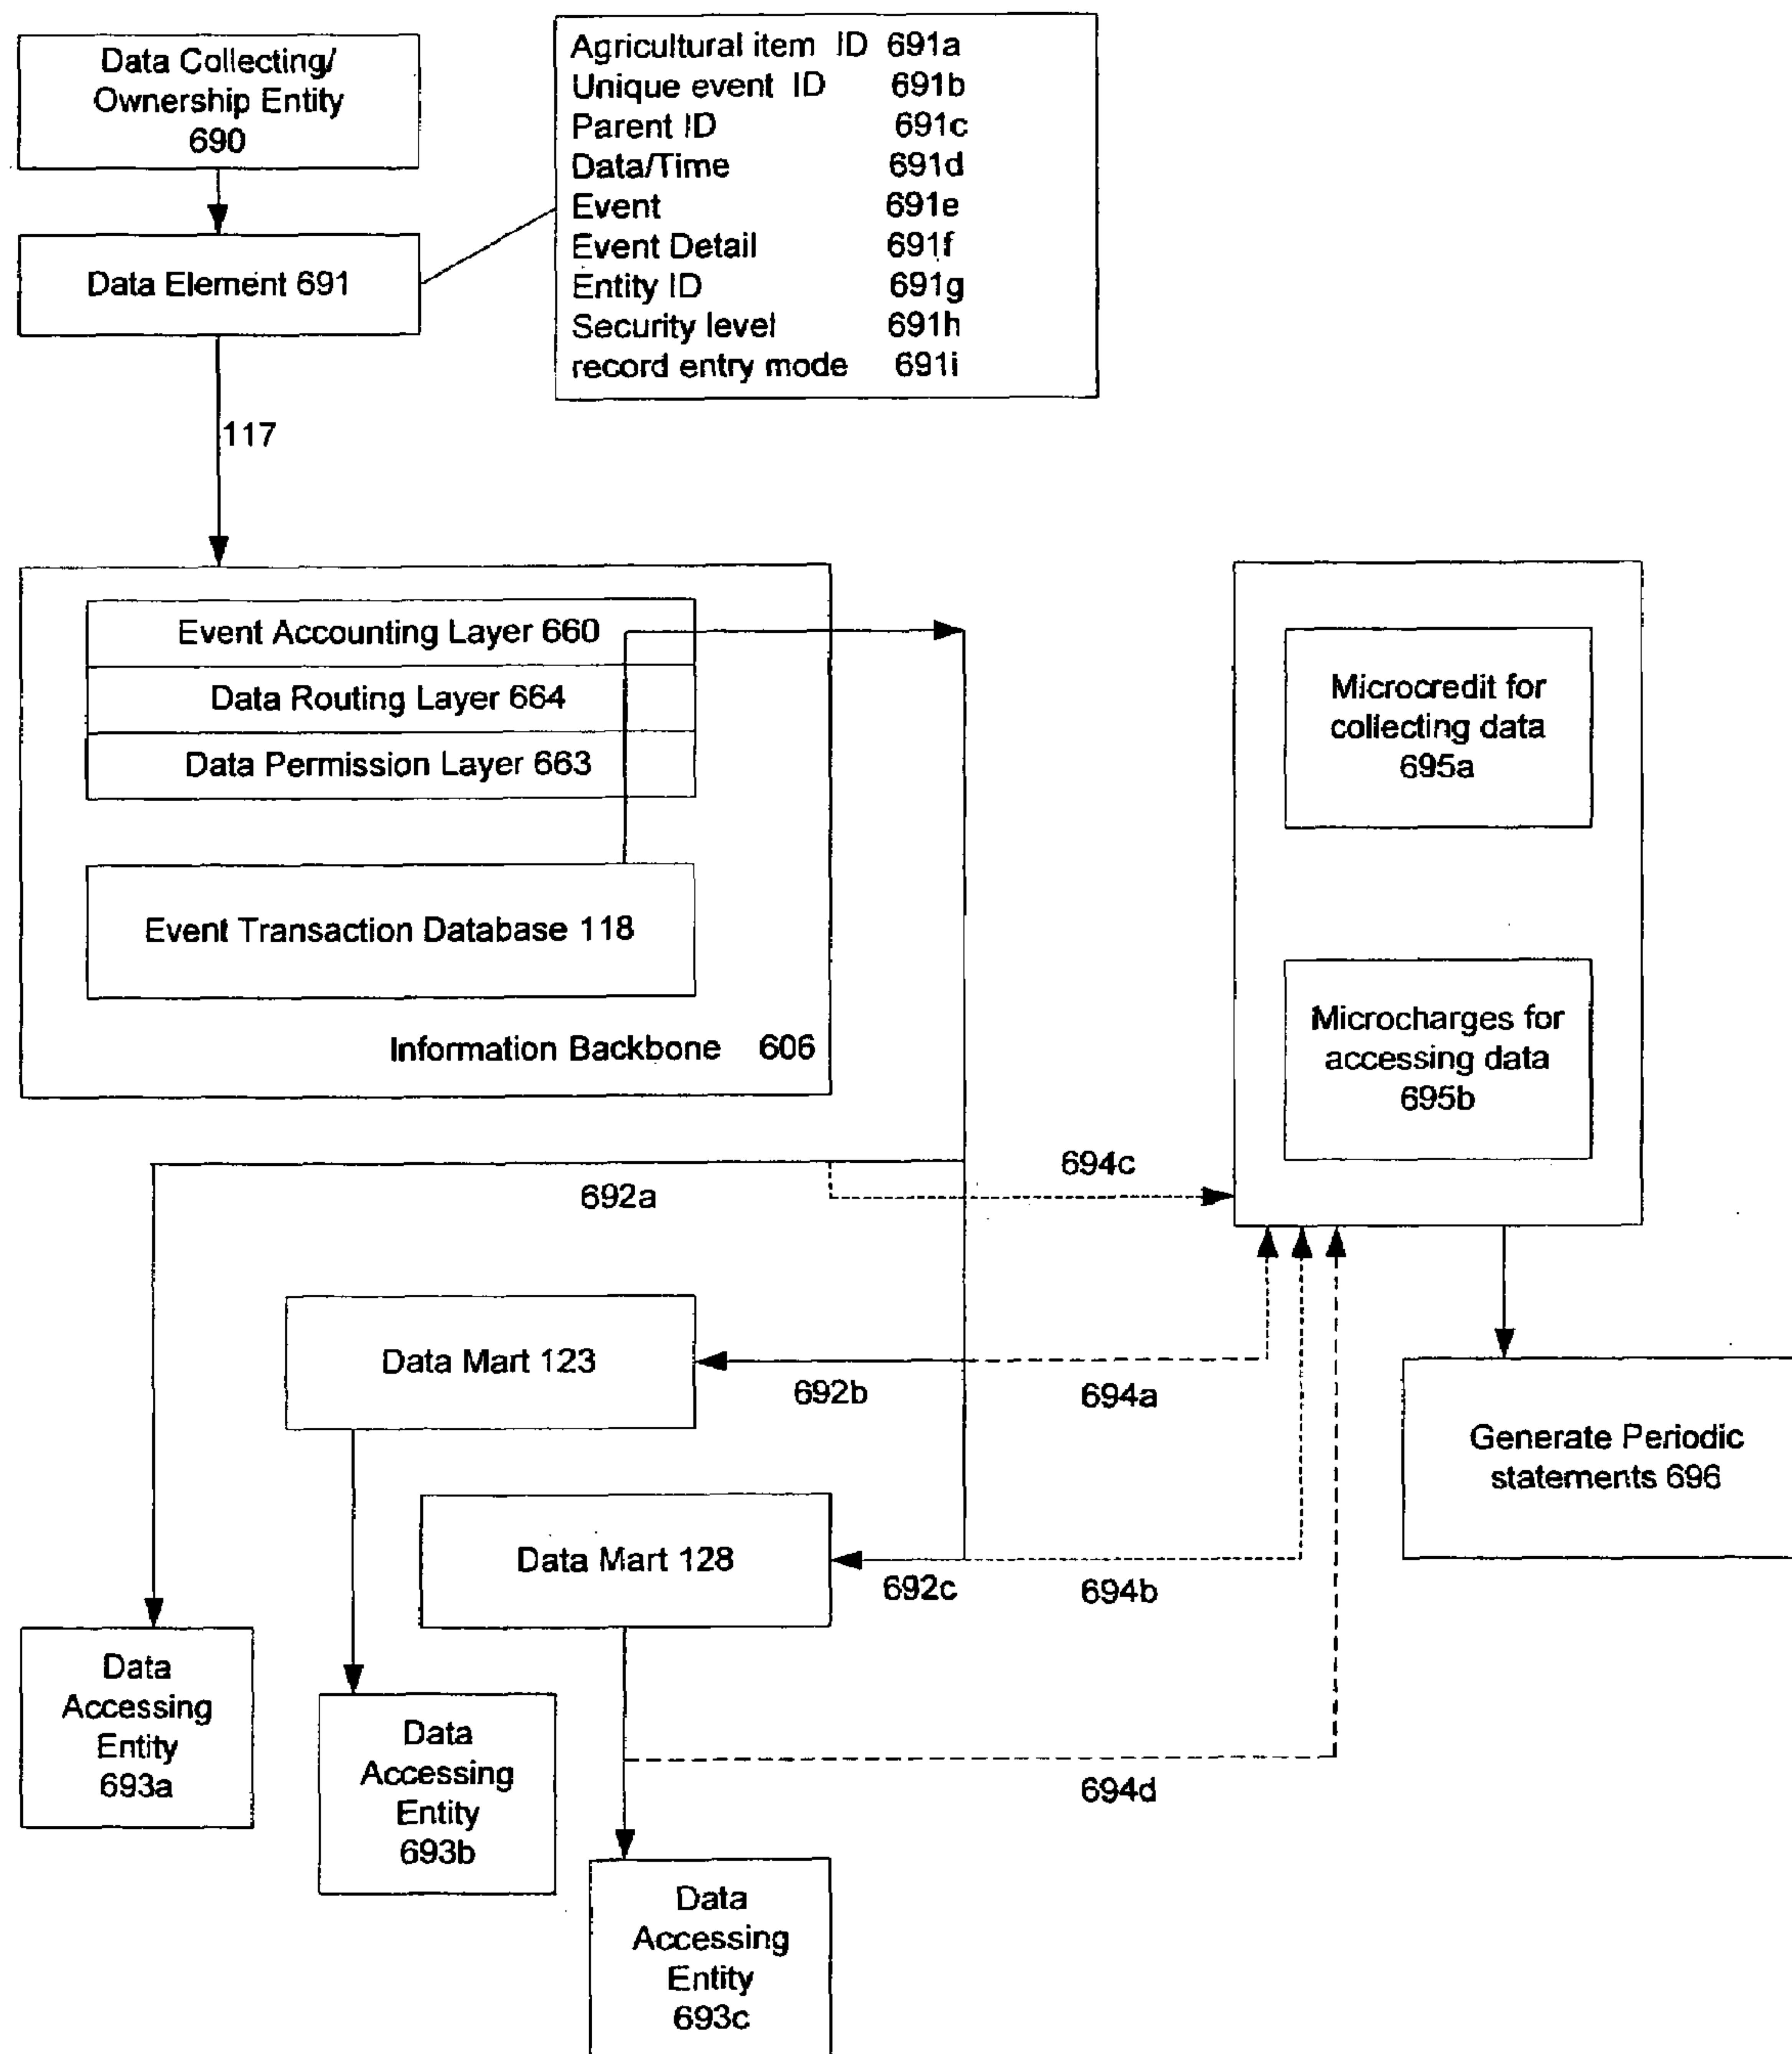 Data Collecting/
Ownership Entity
690
Agricultural item ID 691a
Unique event ID 691b
Parent ID 691c
Data/Time 691d
Event 691e
Event Detail 691f
Entity ID 691g
Security level 691h
record entry mode 691i
Data Element 691
117
Event Accounting Layer 660
Data Routing Layer 664
Data Permission Layer 663
Event Transaction Database 118
Information Backbone 606
Microcredit for
collecting data
695a
Microcharges for
accessing data
695b
692a
694c
Data Mart 123
692b
694a
Generate Periodic
statements 696
Data Mart 128
692c
694b
Data
Accessing
Entity
693a
Data
Accessing
Entity
693b
694d
Data
Accessing
Entity
693c